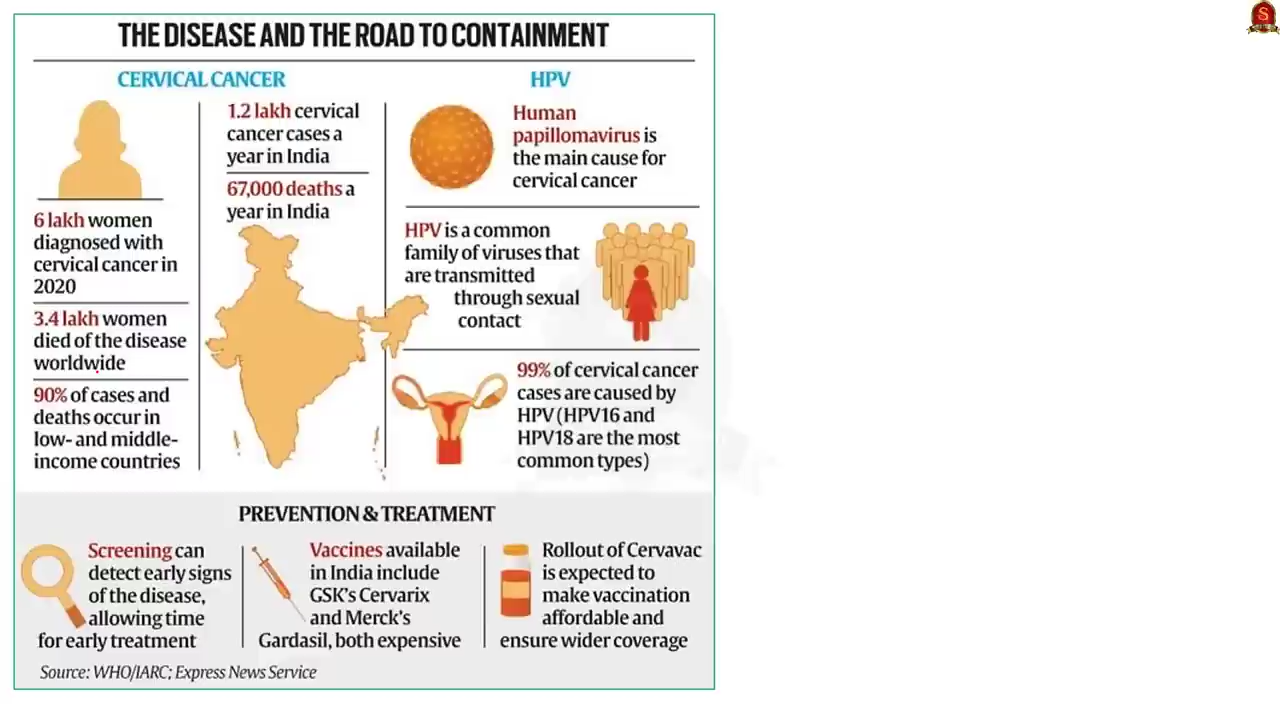 THE DISEASE AND THE ROAD TO CONTAINMENT
CERVICAL CANCER
6 lakh women
diagnosed with
cervical cancer in
2020
3.4 lakh women
died of the disease
worldwide
90% of cases and
deaths occur in
low- and middle-
income countries
1.2 lakh cervical
cancer cases a
year in India
67,000 deaths a
year in India
HPV
Human
papillomavirus is
the main cause for
cervical cancer
HPV is a common
family of viruses that
are transmitted
through sexual
contact
99% of cervical cancer
cases are caused by
HPV (HPV16 and
HPV18 are the most
common types)
PREVENTION & TREATMENT
Screening can
detect early signs
of the disease,
allowing time
for early treatment
Vaccines available
in India include
GSK's Cervarix
and Merck's
Gardasil, both expensive
Rollout of Cervavac
is expected to
make vaccination
affordable and
ensure wider coverage
Source: WHO/IARC; Express News Service
S